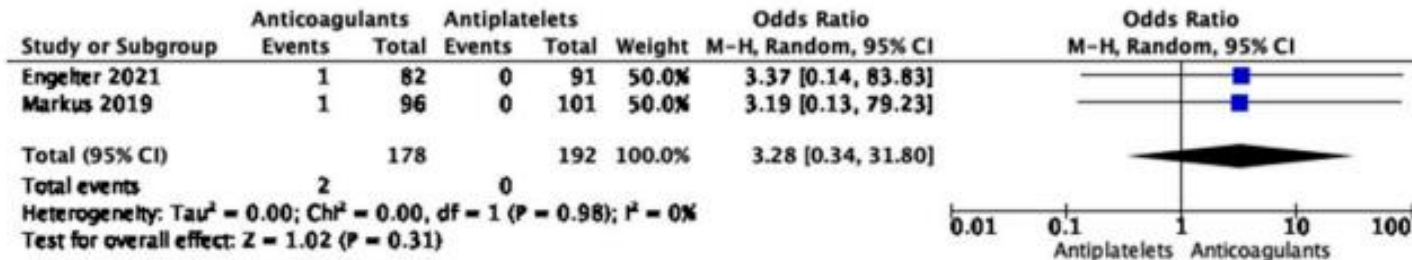 Anticoagulants Antiplatelets Odds Ratio Odds Ratio
Study or Subgroup Events Total Events Total Weight M-H, Random, 95% CI M-H, Random, 95% CI
Engelter 2021 1 82 0 91 50.0% 3.37 [0.14, 83.83]
Markus 2019 1 96 0 101 50.0% 3.19 [0.13, 79.23]
Total (95% CI) 178 192 100.0% 3.28 [0.34, 31.80]
Total events 2 0
Heterogeneity: Tau² = 0.00; Chi² = 0.00, df = 1 (P = 0.98); I² = 0%
Test for overall effect: Z = 1.02 (P = 0.31)
0.01 0.1 1 10 100
Antiplatelets Anticoagulants